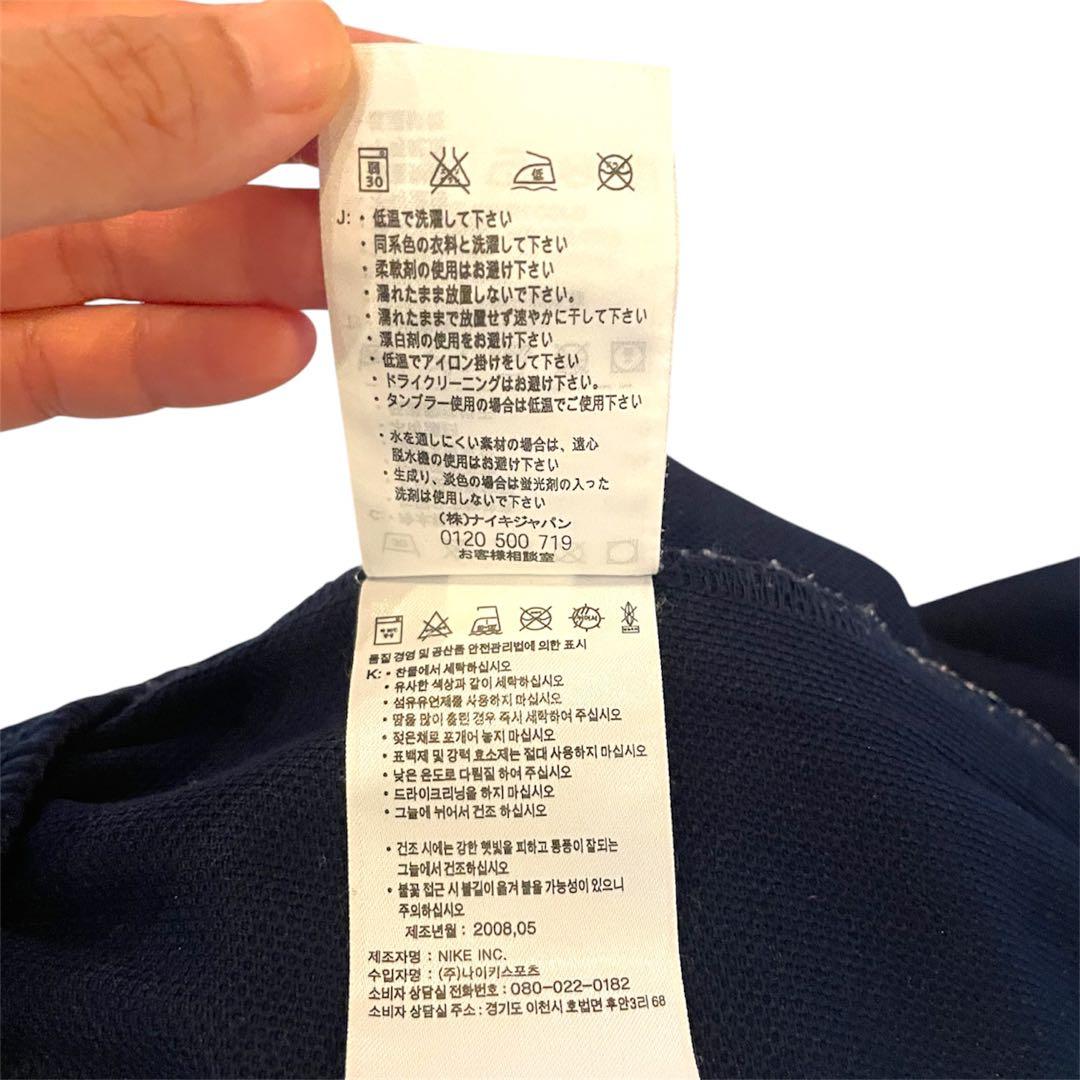 弱
30
低
J: ・低温で洗濯して下さい
・同系色の衣料と洗濯して下さい
・柔軟剤の使用はお避け下さい
・濡れたまま放置しないで下さい。
・濡れたままで放置せず速やかに干して下さい
・漂白剤の使用をお避け下さい
・低温でアイロン掛けをして下さい
・ドライクリーニングはお避け下さい。
・タンブラー使用の場合は低温でご使用下さい
・水を通しにくい素材の場合は、遠心
脱水機の使用はお避け下さい
・生成り、淡色の場合は蛍光剤の入った
洗剤は使用しないで下さい
(株)ナイキジャパン
0120 500 719
お客様相談室
품질 경영 및 공산품 안전관리법에 의한 표시
K: • 찬물에서 세탁하십시오
• 유사한 색상과 같이 세탁하십시오
• 섬유유연제를 사용하지 마십시오
• 땀을 많이 흘린 경우 즉시 세탁하여 주십시오
• 젖은채로 포개어 놓지 마십시오
• 표백제 및 강력 효소제는 절대 사용하지 마십시오
• 낮은 온도로 다림질 하여 주십시오
• 드라이크리닝을 하지 마십시오
• 그늘에 뉘어서 건조 하십시오
• 건조 시에는 강한 햇빛을 피하고 통풍이 잘되는
그늘에서 건조하십시오
• 불꽃 접근 시 불길이 옮겨 붙을 가능성이 있으니
주의하십시오
제조년월 : 2008,05
제조자명 : NIKE INC.
수입자명 : (주)나이키스포츠
소비자 상담실 전화번호 : 080-022-0182
소비자 상담실 주소 : 경기도 이천시 호법면 후안3리 68